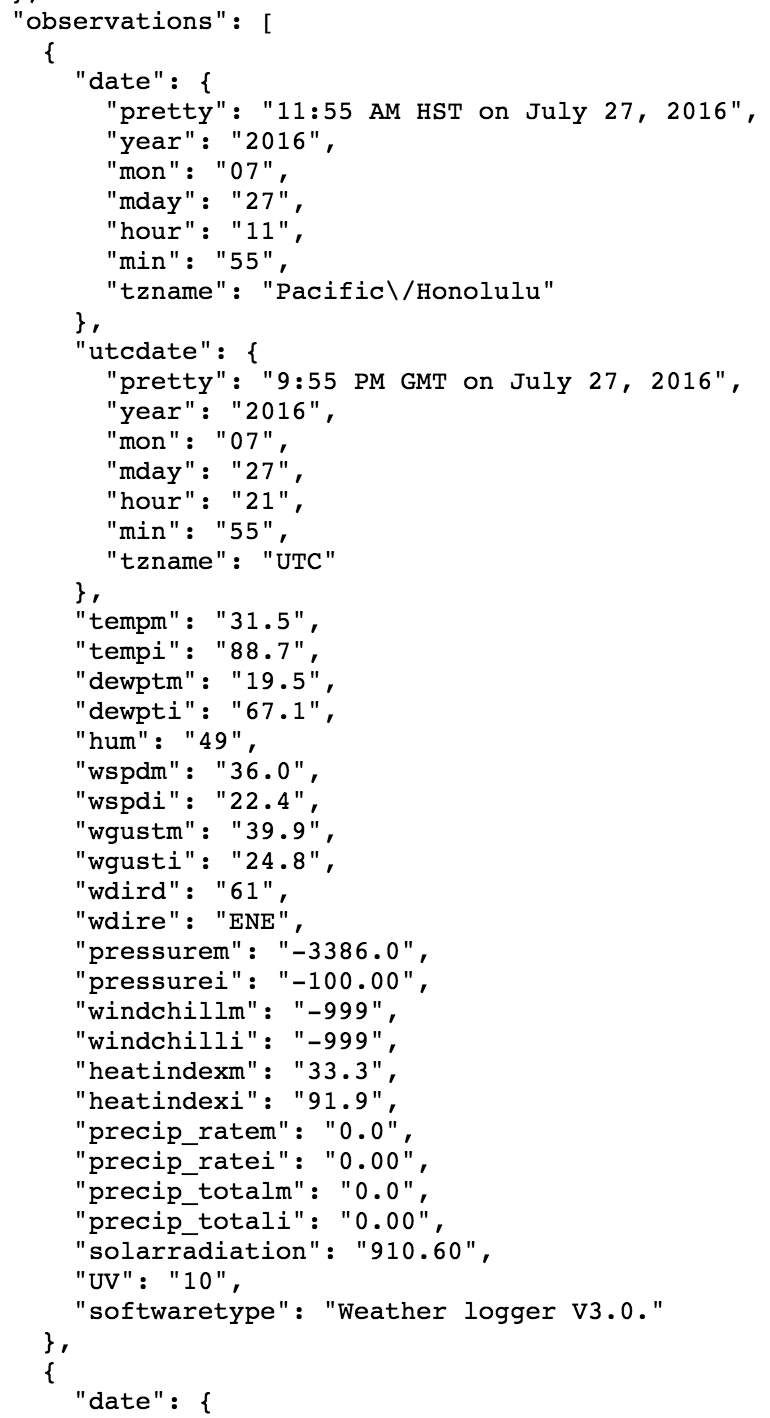 },
"observations": [
{
"date": {
"pretty": "11:55 AM HST on July 27, 2016",
"year": "2016",
"mon": "07",
"mday": "27",
"hour": "11",
"min": "55",
"tzname": "Pacific\/Honolulu"
},
"utcdate": {
"pretty": "9:55 PM GMT on July 27, 2016",
"year": "2016",
"mon": "07",
"mday": "27",
"hour": "21",
"min": "55",
"tzname": "UTC"
},
"tempm": "31.5",
"tempi": "88.7",
"dewptm": "19.5",
"dewpti": "67.1",
"hum": "49",
"wspdm": "36.0",
"wspdi": "22.4",
"wgustm": "39.9",
"wgusti": "24.8",
"wdird": "61",
"wdire": "ENE",
"pressurem": "-3386.0",
"pressurei": "-100.00",
"windchillm": "-999",
"windchilli": "-999",
"heatindexm": "33.3",
"heatindexi": "91.9",
"precip_ratem": "0.0",
"precip_ratei": "0.00",
"precip_totalm": "0.0",
"precip_totali": "0.00",
"solarradiation": "910.60",
"UV": "10",
"softwaretype": "Weather logger V3.0."
},
{
"date": {